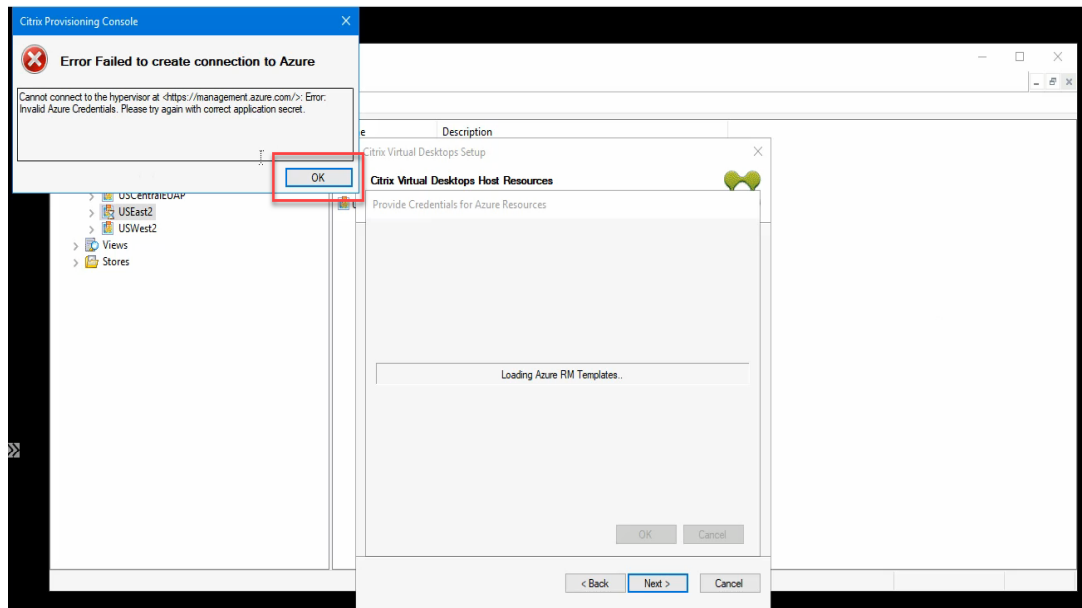 Citrix Provisioning Console
Error Failed to create connection to Azure
Cannot connect to the hypervisor at <https://management.azure.com/>: Error:
Invalid Azure Credentials. Please try again with correct application secret.
OK
e Description
Citrix Virtual Desktops Setup
Citrix Virtual Desktops Host Resources
Provide Credentials for Azure Resources
USCentralEUAP
USEast2
USWest2
Views
Stores
Loading Azure RM Templates..
OK Cancel
< Back Next > Cancel